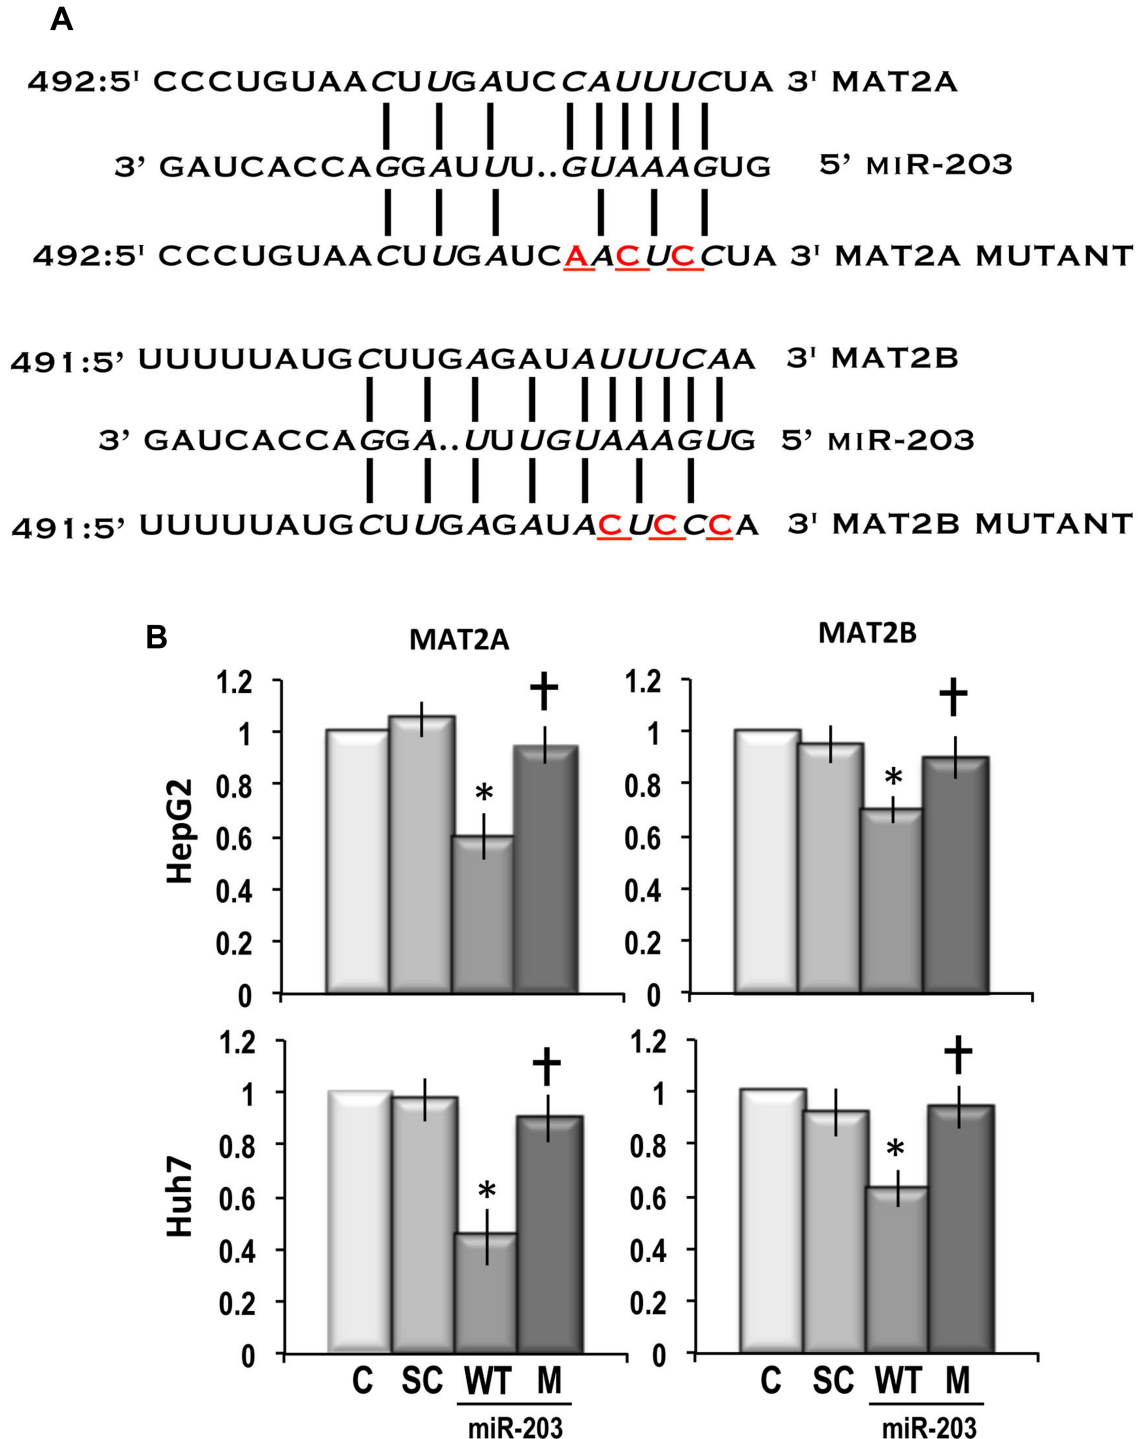 A
492:5' CCCUGUAACUUGAUCCAUUUCUA 3' MAT2A
3' GAUCACCAGGAUUU..GUAAAGUG 5' MIR-203
492:5' CCCUGUAACUUGAUCAACUCCUA 3' MAT2A MUTANT
491:5' UUUUUAUGCUUGAGAUAUUUCAA 3' MAT2B
3' GAUCACCAGGA..UUUGUAAAGUG 5' MIR-203
491:5' UUUUUAUGCUUGAGAUACUCCCA 3' MAT2B MUTANT
B
MAT2A
MAT2B
HepG2
1.2
1
0.8
0.6
0.4
0.2
0
*
†
1.2
1
0.8
0.6
0.4
0.2
0
*
†
Huh7
1.2
1
0.8
0.6
0.4
0.2
0
*
†
1.2
1
0.8
0.6
0.4
0.2
0
*
†
C SC WT M
miR-203
C SC WT M
miR-203